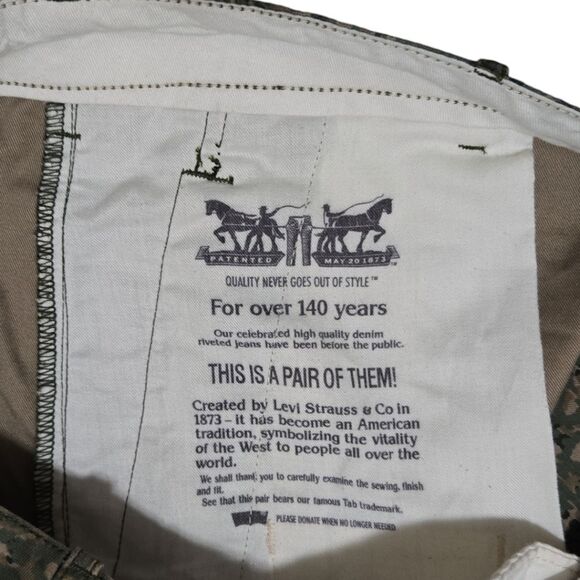 PATENTED MAY 20 1873
QUALITY NEVER GOES OUT OF STYLE™
For over 140 years
Our celebrated high quality denim
riveted jeans have been before the public.
THIS IS A PAIR OF THEM!
Created by Levi Strauss & Co in
1873 – it has become an American
tradition, symbolizing the vitality
of the West to people all over the
world.
We shall thank you to carefully examine the sewing, finish
and fit.
See that this pair bears our famous Tab trademark.
PLEASE DONATE WHEN NO LONGER NEEDED